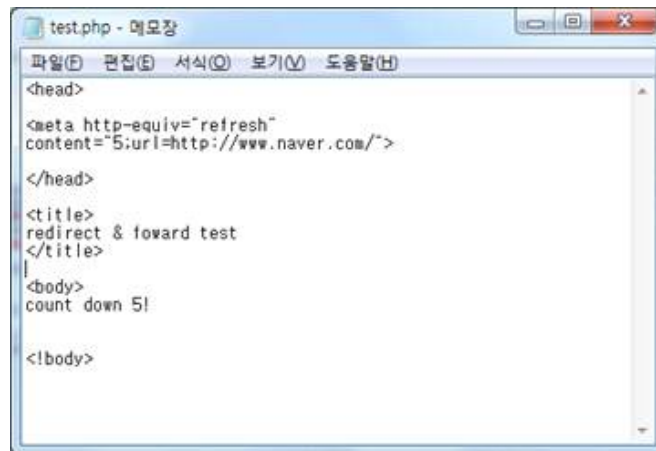 test.php - 메모장
파일(F) 편집(E) 서식(O) 보기(V) 도움말(H)
<head>
<meta http-equiv="refresh"
content="5;url=http://www.naver.com/">
</head>
<title>
redirect & foward test
</title>
<body>
count down 5!
<!body>